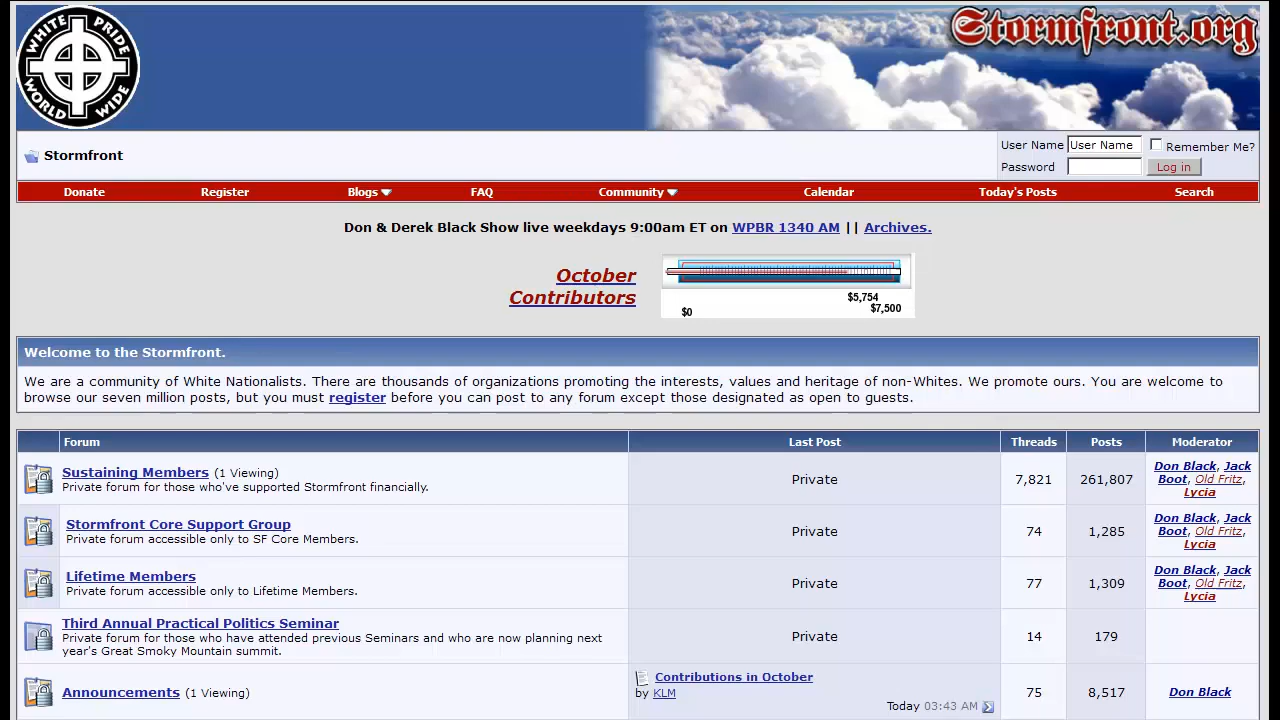 WHITE PRIDE
WORLD WIDE
Stormfront.org
Stormfront
User Name User Name Remember Me?
Password Log in
Donate Register Blogs FAQ Community Calendar Today's Posts Search
Don & Derek Black Show live weekdays 9:00am ET on WPBR 1340 AM || Archives.
October
Contributors
$5,754
$7,500
$0
Welcome to the Stormfront.
We are a community of White Nationalists. There are thousands of organizations promoting the interests, values and heritage of non-Whites. We promote ours. You are welcome to
browse our seven million posts, but you must register before you can post to any forum except those designated as open to guests.
Forum Last Post Threads Posts Moderator
Sustaining Members (1 Viewing)
Private forum for those who've supported Stormfront financially.
Private 7,821 261,807
Don Black, Jack
Boot, Old Fritz,
Lycia
Stormfront Core Support Group
Private forum accessible only to SF Core Members.
Private 74 1,285
Don Black, Jack
Boot, Old Fritz,
Lycia
Lifetime Members
Private forum accessible only to Lifetime Members.
Private 77 1,309
Don Black, Jack
Boot, Old Fritz,
Lycia
Third Annual Practical Politics Seminar
Private forum for those who have attended previous Seminars and who are now planning next
year's Great Smoky Mountain summit.
Private 14 179
Announcements (1 Viewing)
Contributions in October
by KLM
Today 03:43 AM
75 8,517
Don Black